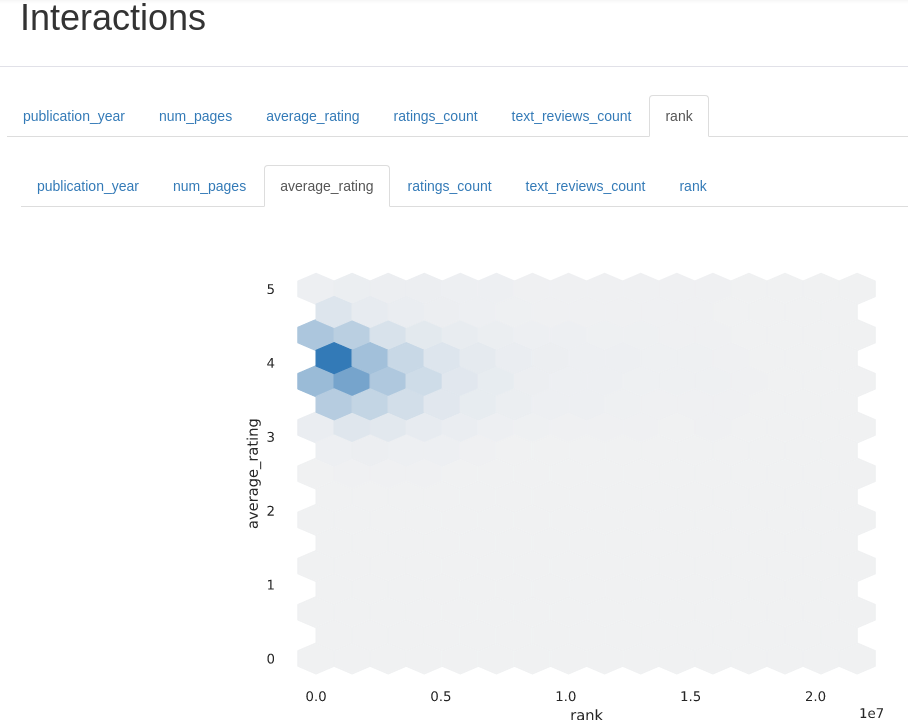 Interactions
publication_year num_pages average_rating ratings_count text_reviews_count rank
publication_year num_pages average_rating ratings_count text_reviews_count rank
5
4
3
2
1
0
average_rating
0.0 0.5 1.0 1.5 2.0
1e7
rank